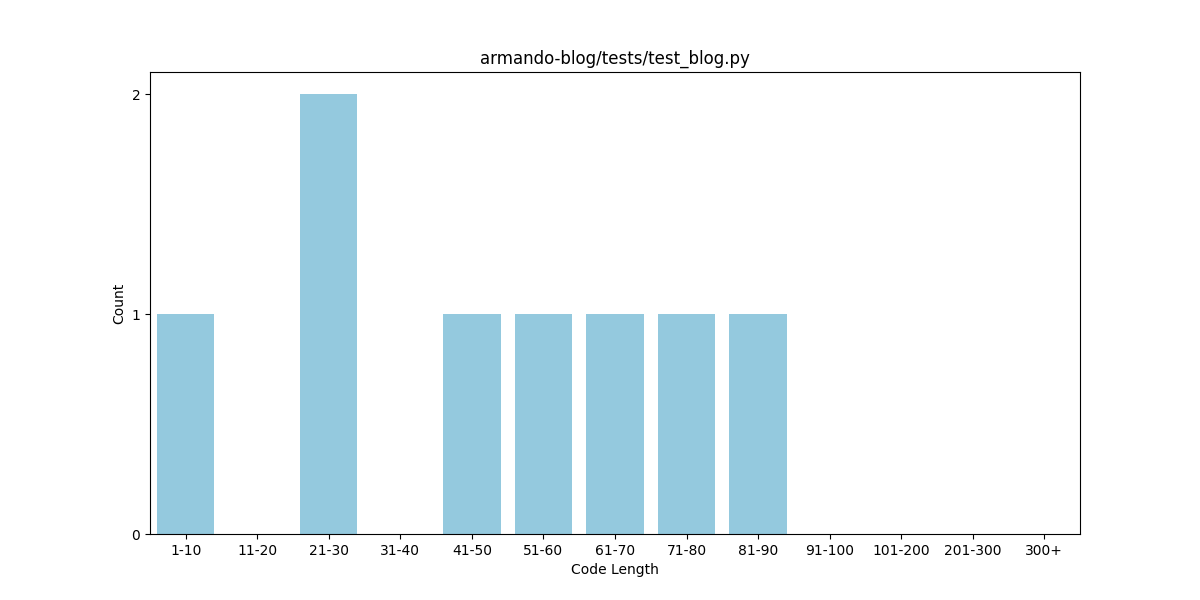 armando-blog/tests/test_blog.py
Count
2
1
0
1-10 11-20 21-30 31-40 41-50 51-60 61-70 71-80 81-90 91-100 101-200 201-300 300+
Code Length